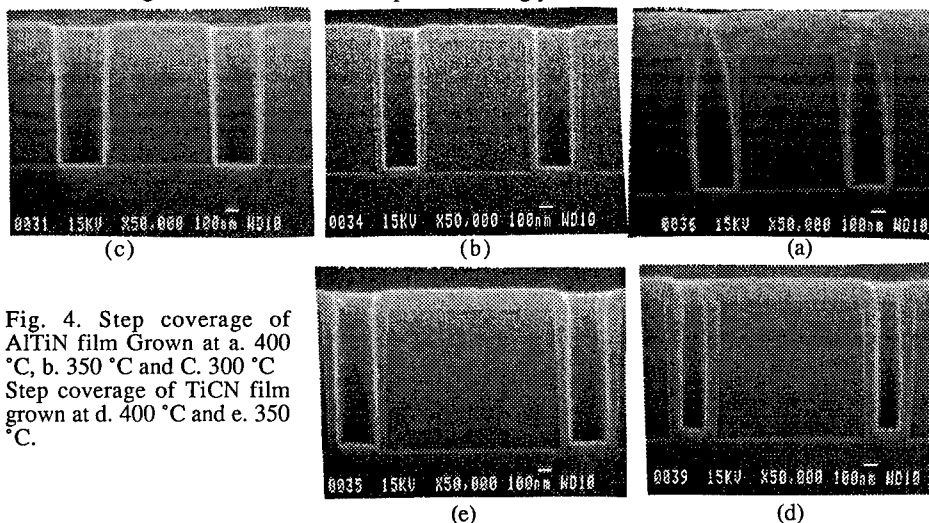 0031 15KV X50,000 100nm WD10
0034 15KV X50,000 100nm WD10
0036 15KV X50,000 100nm WD10
(c)
(b)
(a)
Fig. 4. Step coverage of
AlTiN film Grown at a. 400
°C, b. 350 °C and C. 300 °C
Step coverage of TiCN film
grown at d. 400 °C and e. 350
°C.
0035 15KV X50,000 100nm WD10
0039 15KV X50,000 100nm WD10
(e)
(d)